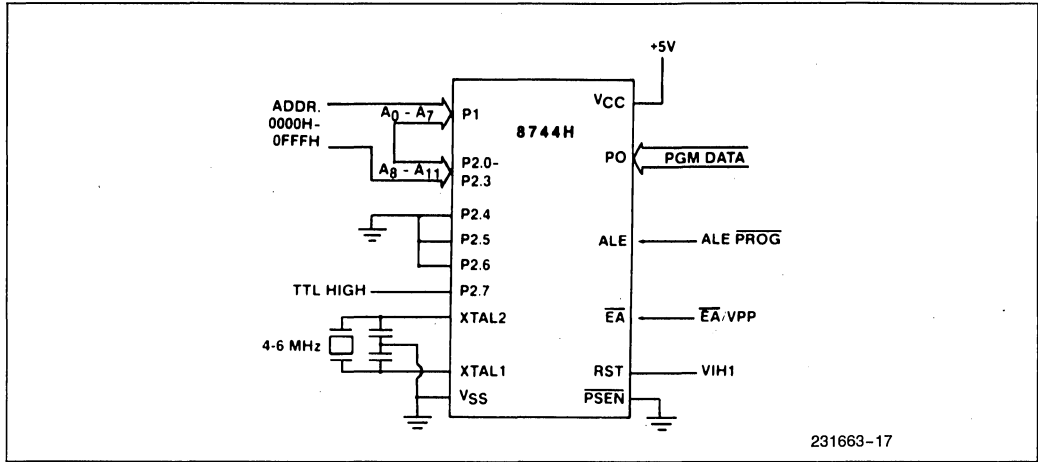 +5V
ADDR.
0000H-
0FFFH
A0 - A7
P1
VCC
8744H
P2.0-
P2.3
A8 - A11
PO
PGM DATA
P2.4
P2.5
P2.6
ALE
ALE PROG
TTL HIGH
P2.7
XTAL2
EA
EA/VPP
4-6 MHz
XTAL1
RST
VIH1
VSS
PSEN
231663-17